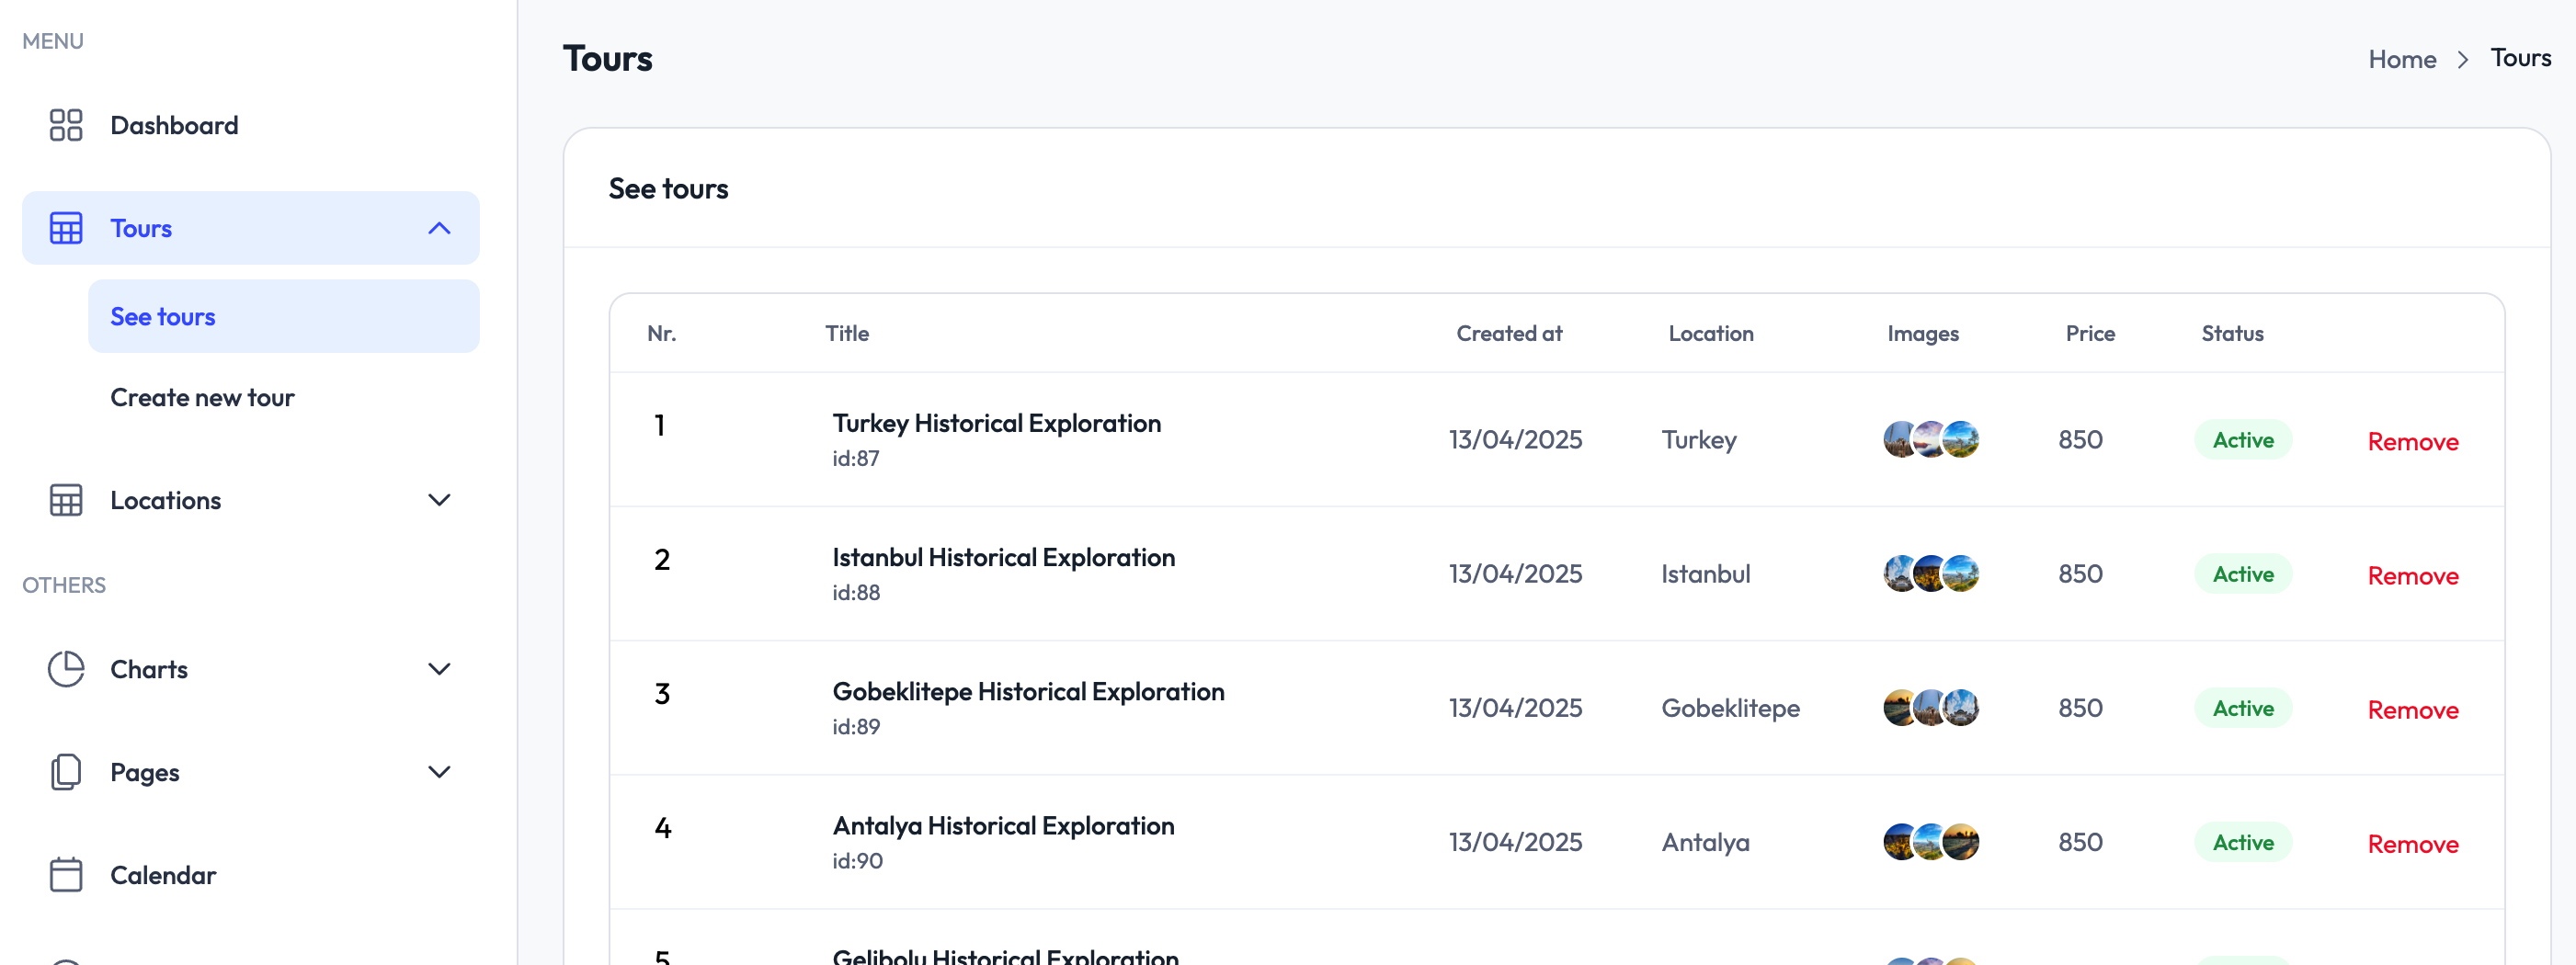 MENU
Dashboard
Tours
See tours
Create new tour
Locations
OTHERS
Charts
Pages
Calendar
Tours
Home > Tours
See tours
Nr. Title Created at Location Images Price Status
1 Turkey Historical Exploration 13/04/2025 Turkey 850 Active Remove
id:87
2 Istanbul Historical Exploration 13/04/2025 Istanbul 850 Active Remove
id:88
3 Gobeklitepe Historical Exploration 13/04/2025 Gobeklitepe 850 Active Remove
id:89
4 Antalya Historical Exploration 13/04/2025 Antalya 850 Active Remove
id:90
5 Gelibolu Historical Exploration